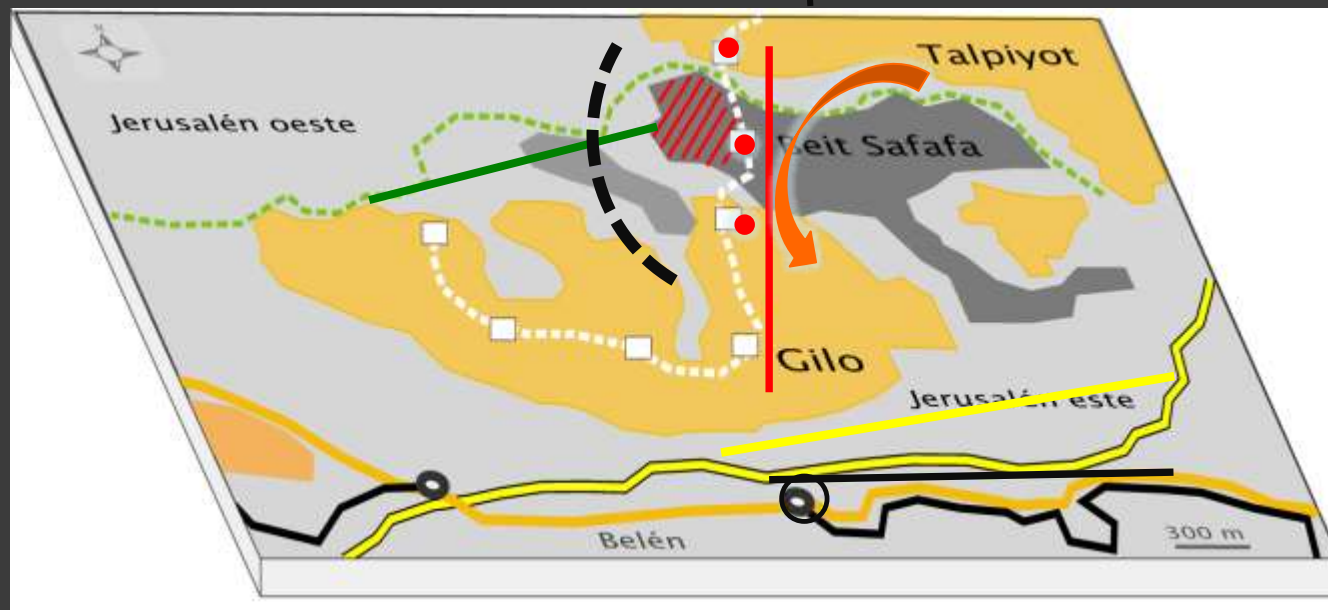 Talpiyot
Jerusalén oeste
Beit Safafa
Gilo
Jerusalén este
Belén
300 m